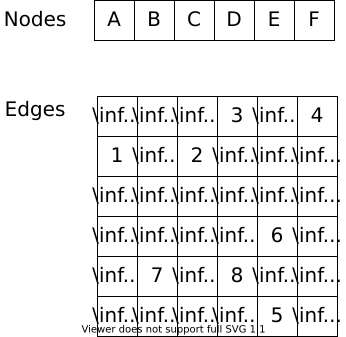 Nodes A B C D E F
Edges
\inf... \inf... \inf... 3 \inf... 4
1 \inf... 2 \inf... \inf... \inf...
\inf... \inf... \inf... \inf... \inf... \inf...
\inf... \inf... \inf... \inf... 6 \inf...
\inf... 7 \inf... 8 \inf... \inf...
\inf... \inf... \inf... \inf... 5 \inf...
Viewer does not support full SVG 1.1